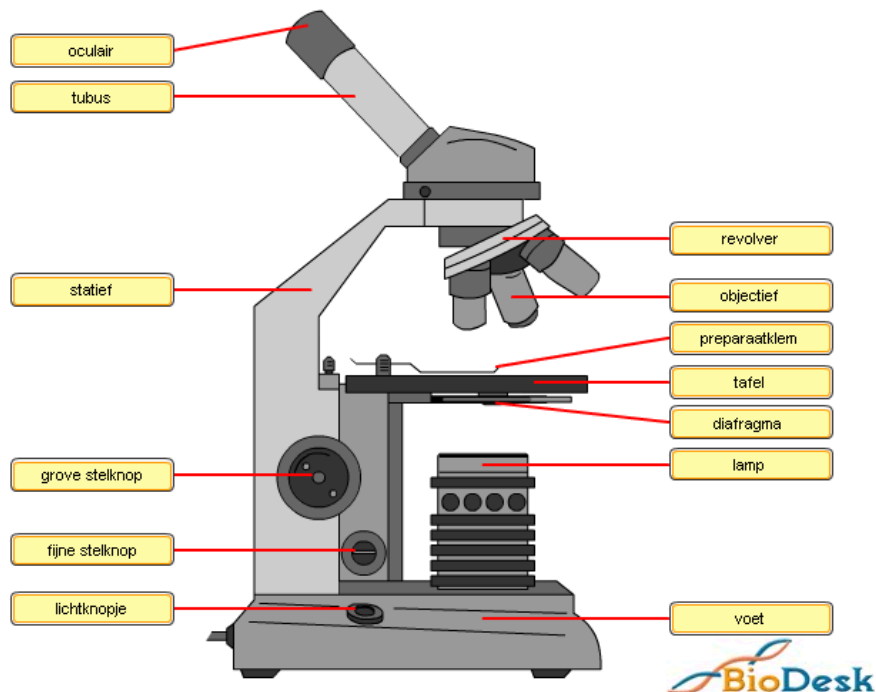 oculair
tubus
statief
grove stelknop
fijne stelknop
lichtknopje
revolver
objectief
preparaatklem
tafel
diafragma
lamp
voet
BioDesk